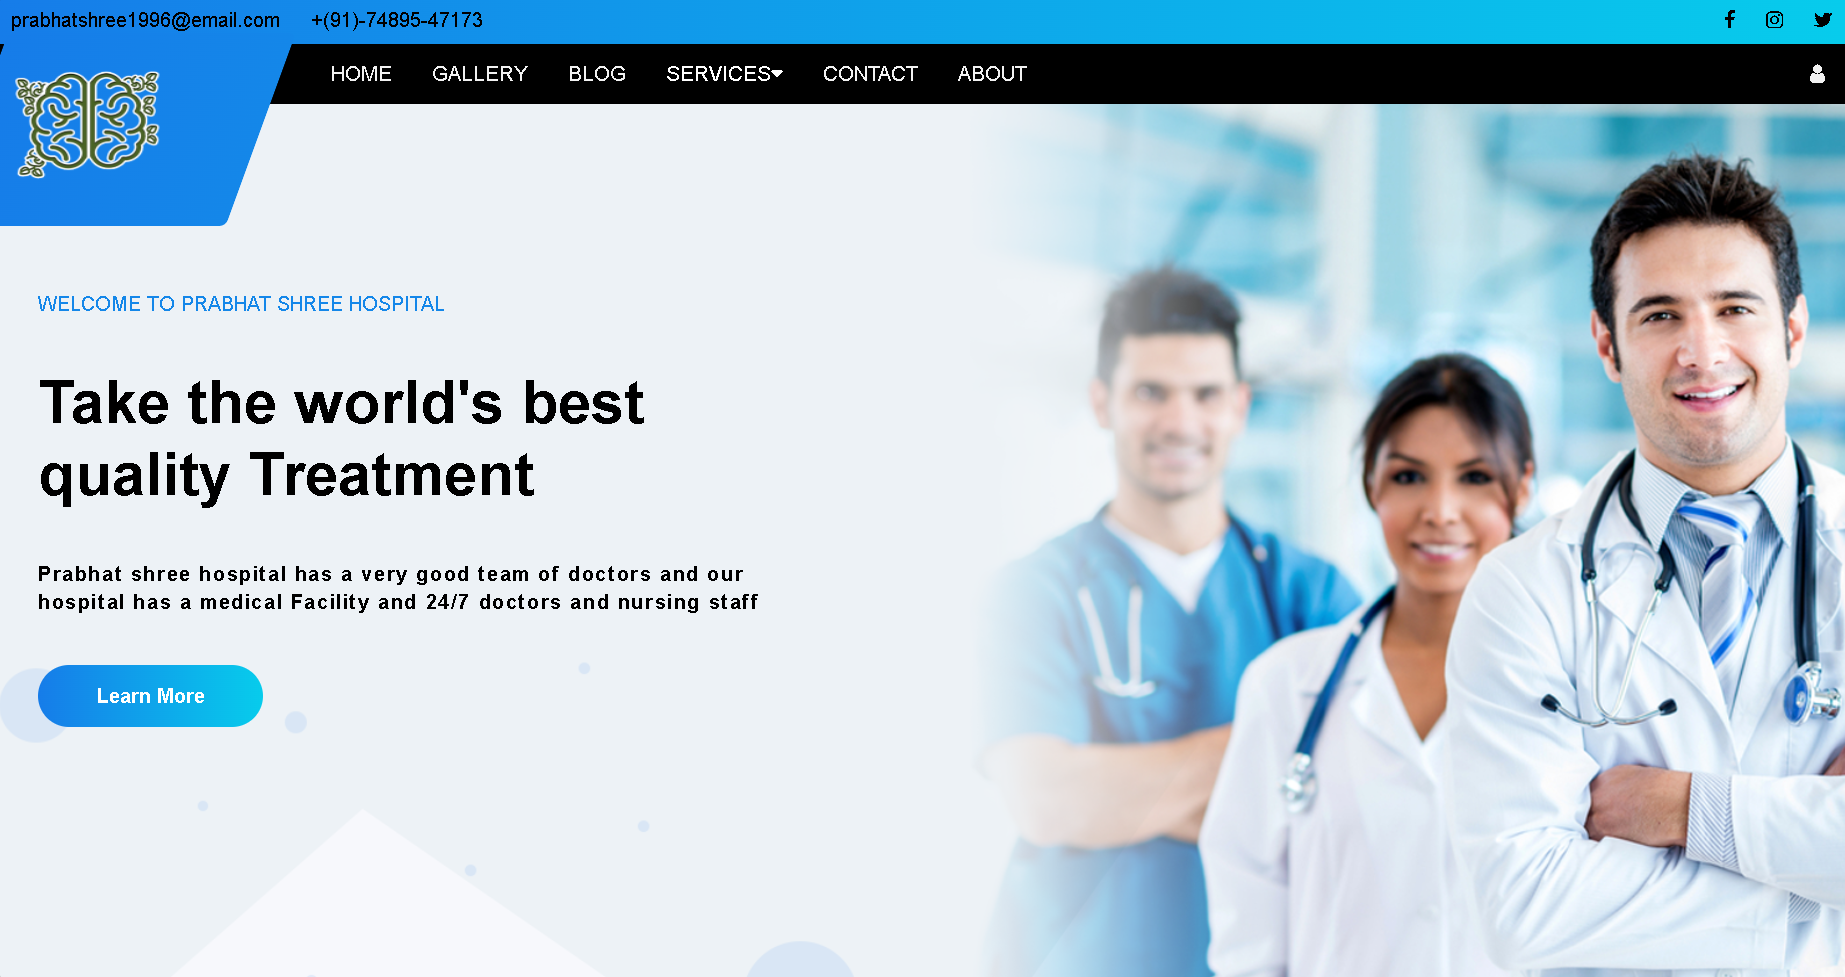 prabhatshree1996@email.com +(91)-74895-47173
HOME GALLERY BLOG SERVICES CONTACT ABOUT
WELCOME TO PRABHAT SHREE HOSPITAL
Take the world's best
quality Treatment
Prabhat shree hospital has a very good team of doctors and our
hospital has a medical Facility and 24/7 doctors and nursing staff
Learn More